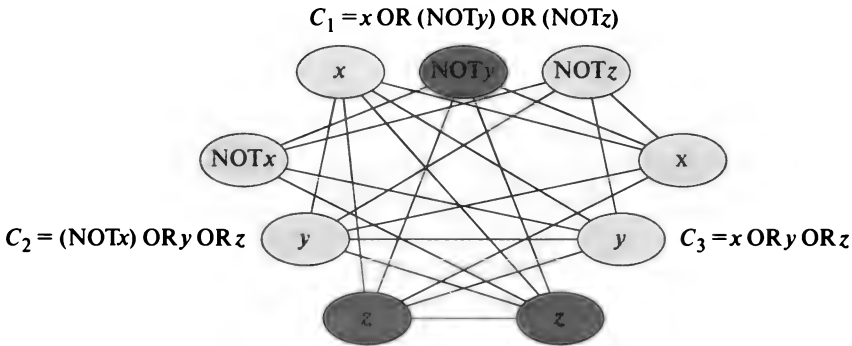 C₁ = x OR (NOTy) OR (NOTz)
x NOTy NOTz
NOTx x
C₂ = (NOTx) OR y OR z y y C₃ = x OR y OR z
z z